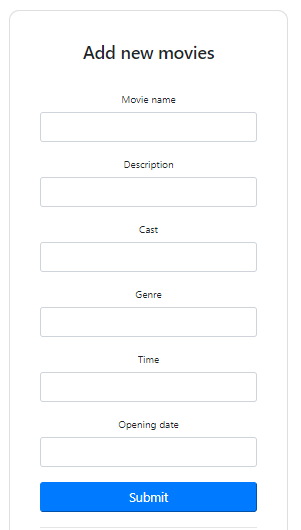 Add new movies
Movie name
Description
Cast
Genre
Time
Opening date
Submit